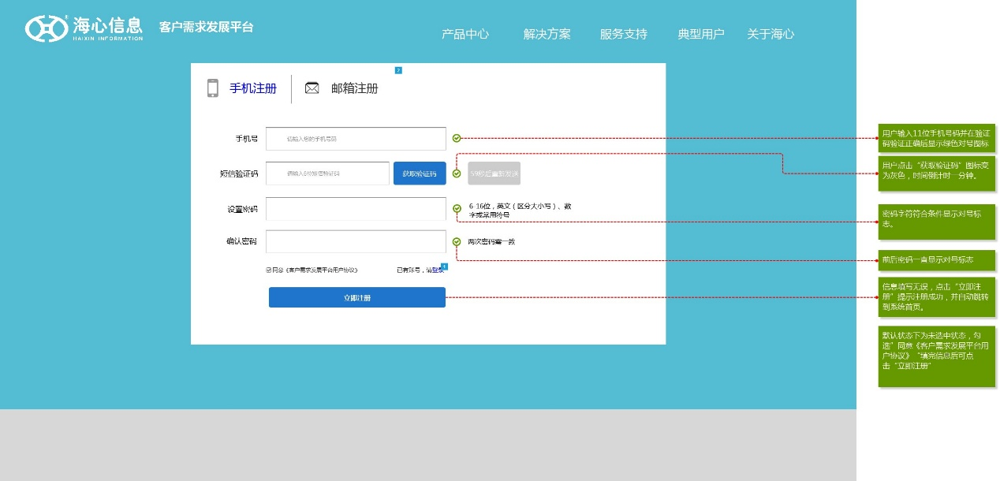 海心信息
HAIXIN INFORMATION
客户需求发展平台
产品中心 解决方案 服务支持 典型用户 关于海心
2
手机注册 邮箱注册
手机号 请输入您的手机号码
短信验证码 请输入6位短信验证码 获取验证码 59秒后重新发送
设置密码 6-16位，英文（区分大小写）、数
字或常用符号
确认密码 两次密码需一致
同意《客户需求发展平台用户协议》 已有账号，请登录
1
立即注册
用户输入11位手机号码并在验证
码验证正确后显示绿色对号图标
用户点击“获取验证码”图标变
为灰色，时间倒计时一分钟。
密码字符符合条件显示对号标
志。
前后密码一直显示对号标志
信息填写无误，点击“立即注
册”提示注册成功，并自动跳转
到系统首页。
默认状态下为未选中状态，勾
选”同意《客户需求发展平台用
户协议》“填完信息后可点
击“立即注册”